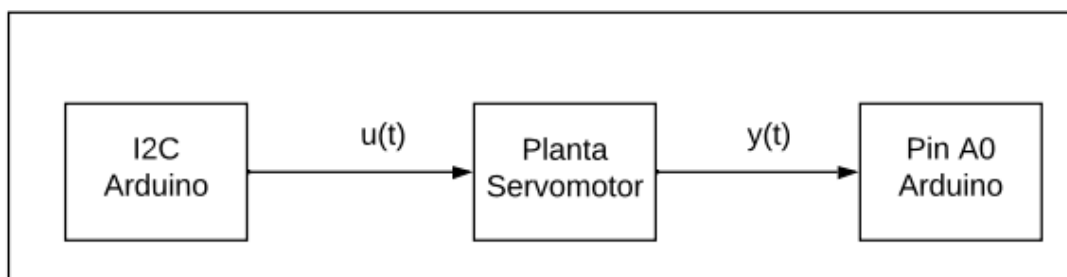 I2C
Arduino
u(t)
Planta
Servomotor
y(t)
Pin A0
Arduino